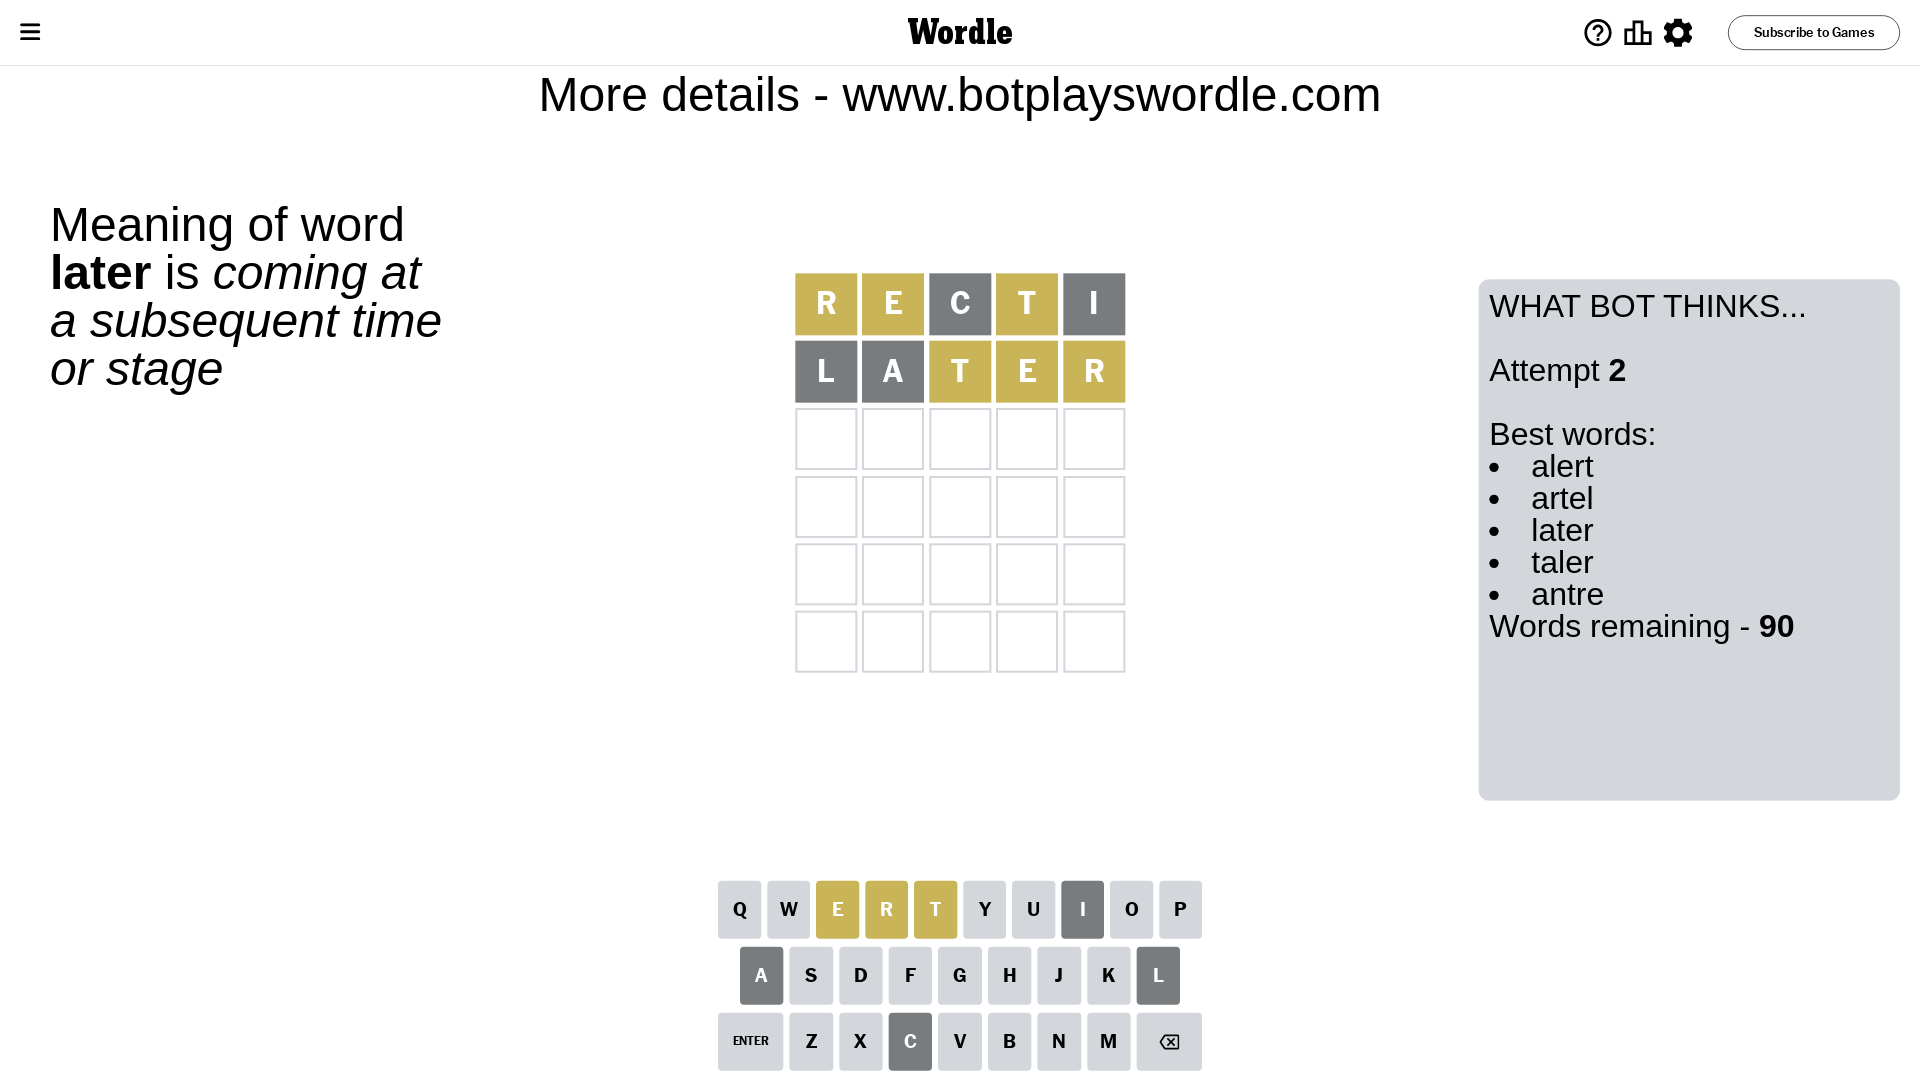 Wordle
Subscribe to Games
More details - www.botplayswordle.com
Meaning of word
later is coming at
a subsequent time
or stage
R E C T I
L A T E R
WHAT BOT THINKS...
Attempt 2
Best words:
• alert
• artel
• later
• taler
• antre
Words remaining - 90
Q W E R T Y U I O P
A S D F G H J K L
ENTER Z X C V B N M